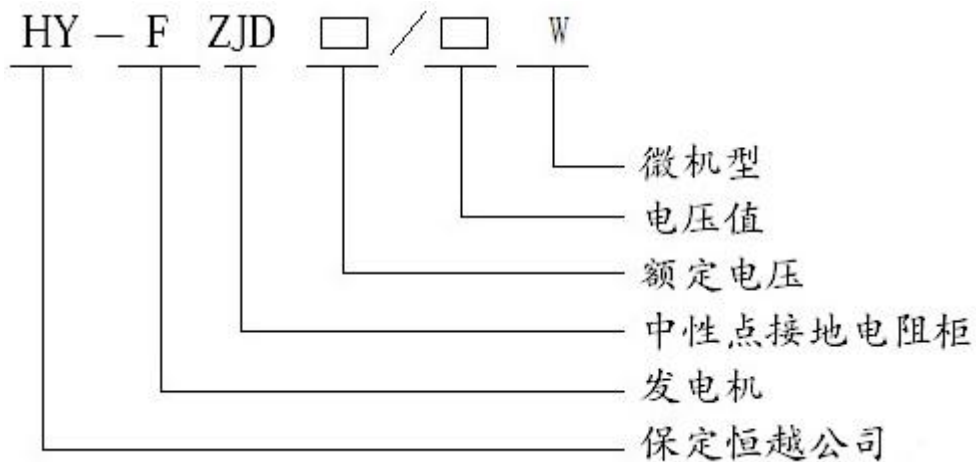 HY - F ZJD □ / □ W
微机型
电压值
额定电压
中性点接地电阻柜
发电机
保定恒越公司